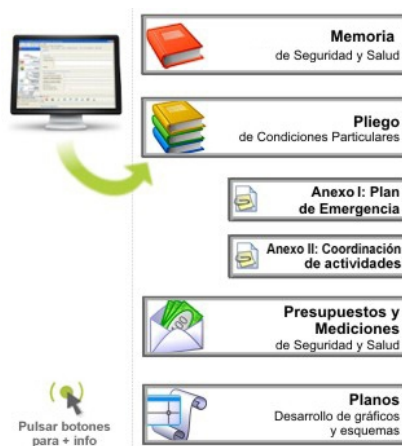 Memoria
de Seguridad y Salud
Pliego
de Condiciones Particulares
Anexo I: Plan
de Emergencia
Anexo II: Coordinación
de actividades
Presupuestos y
Mediciones
de Seguridad y Salud
Planos
Desarrollo de gráficos
y esquemas
Pulsar botones
para + info